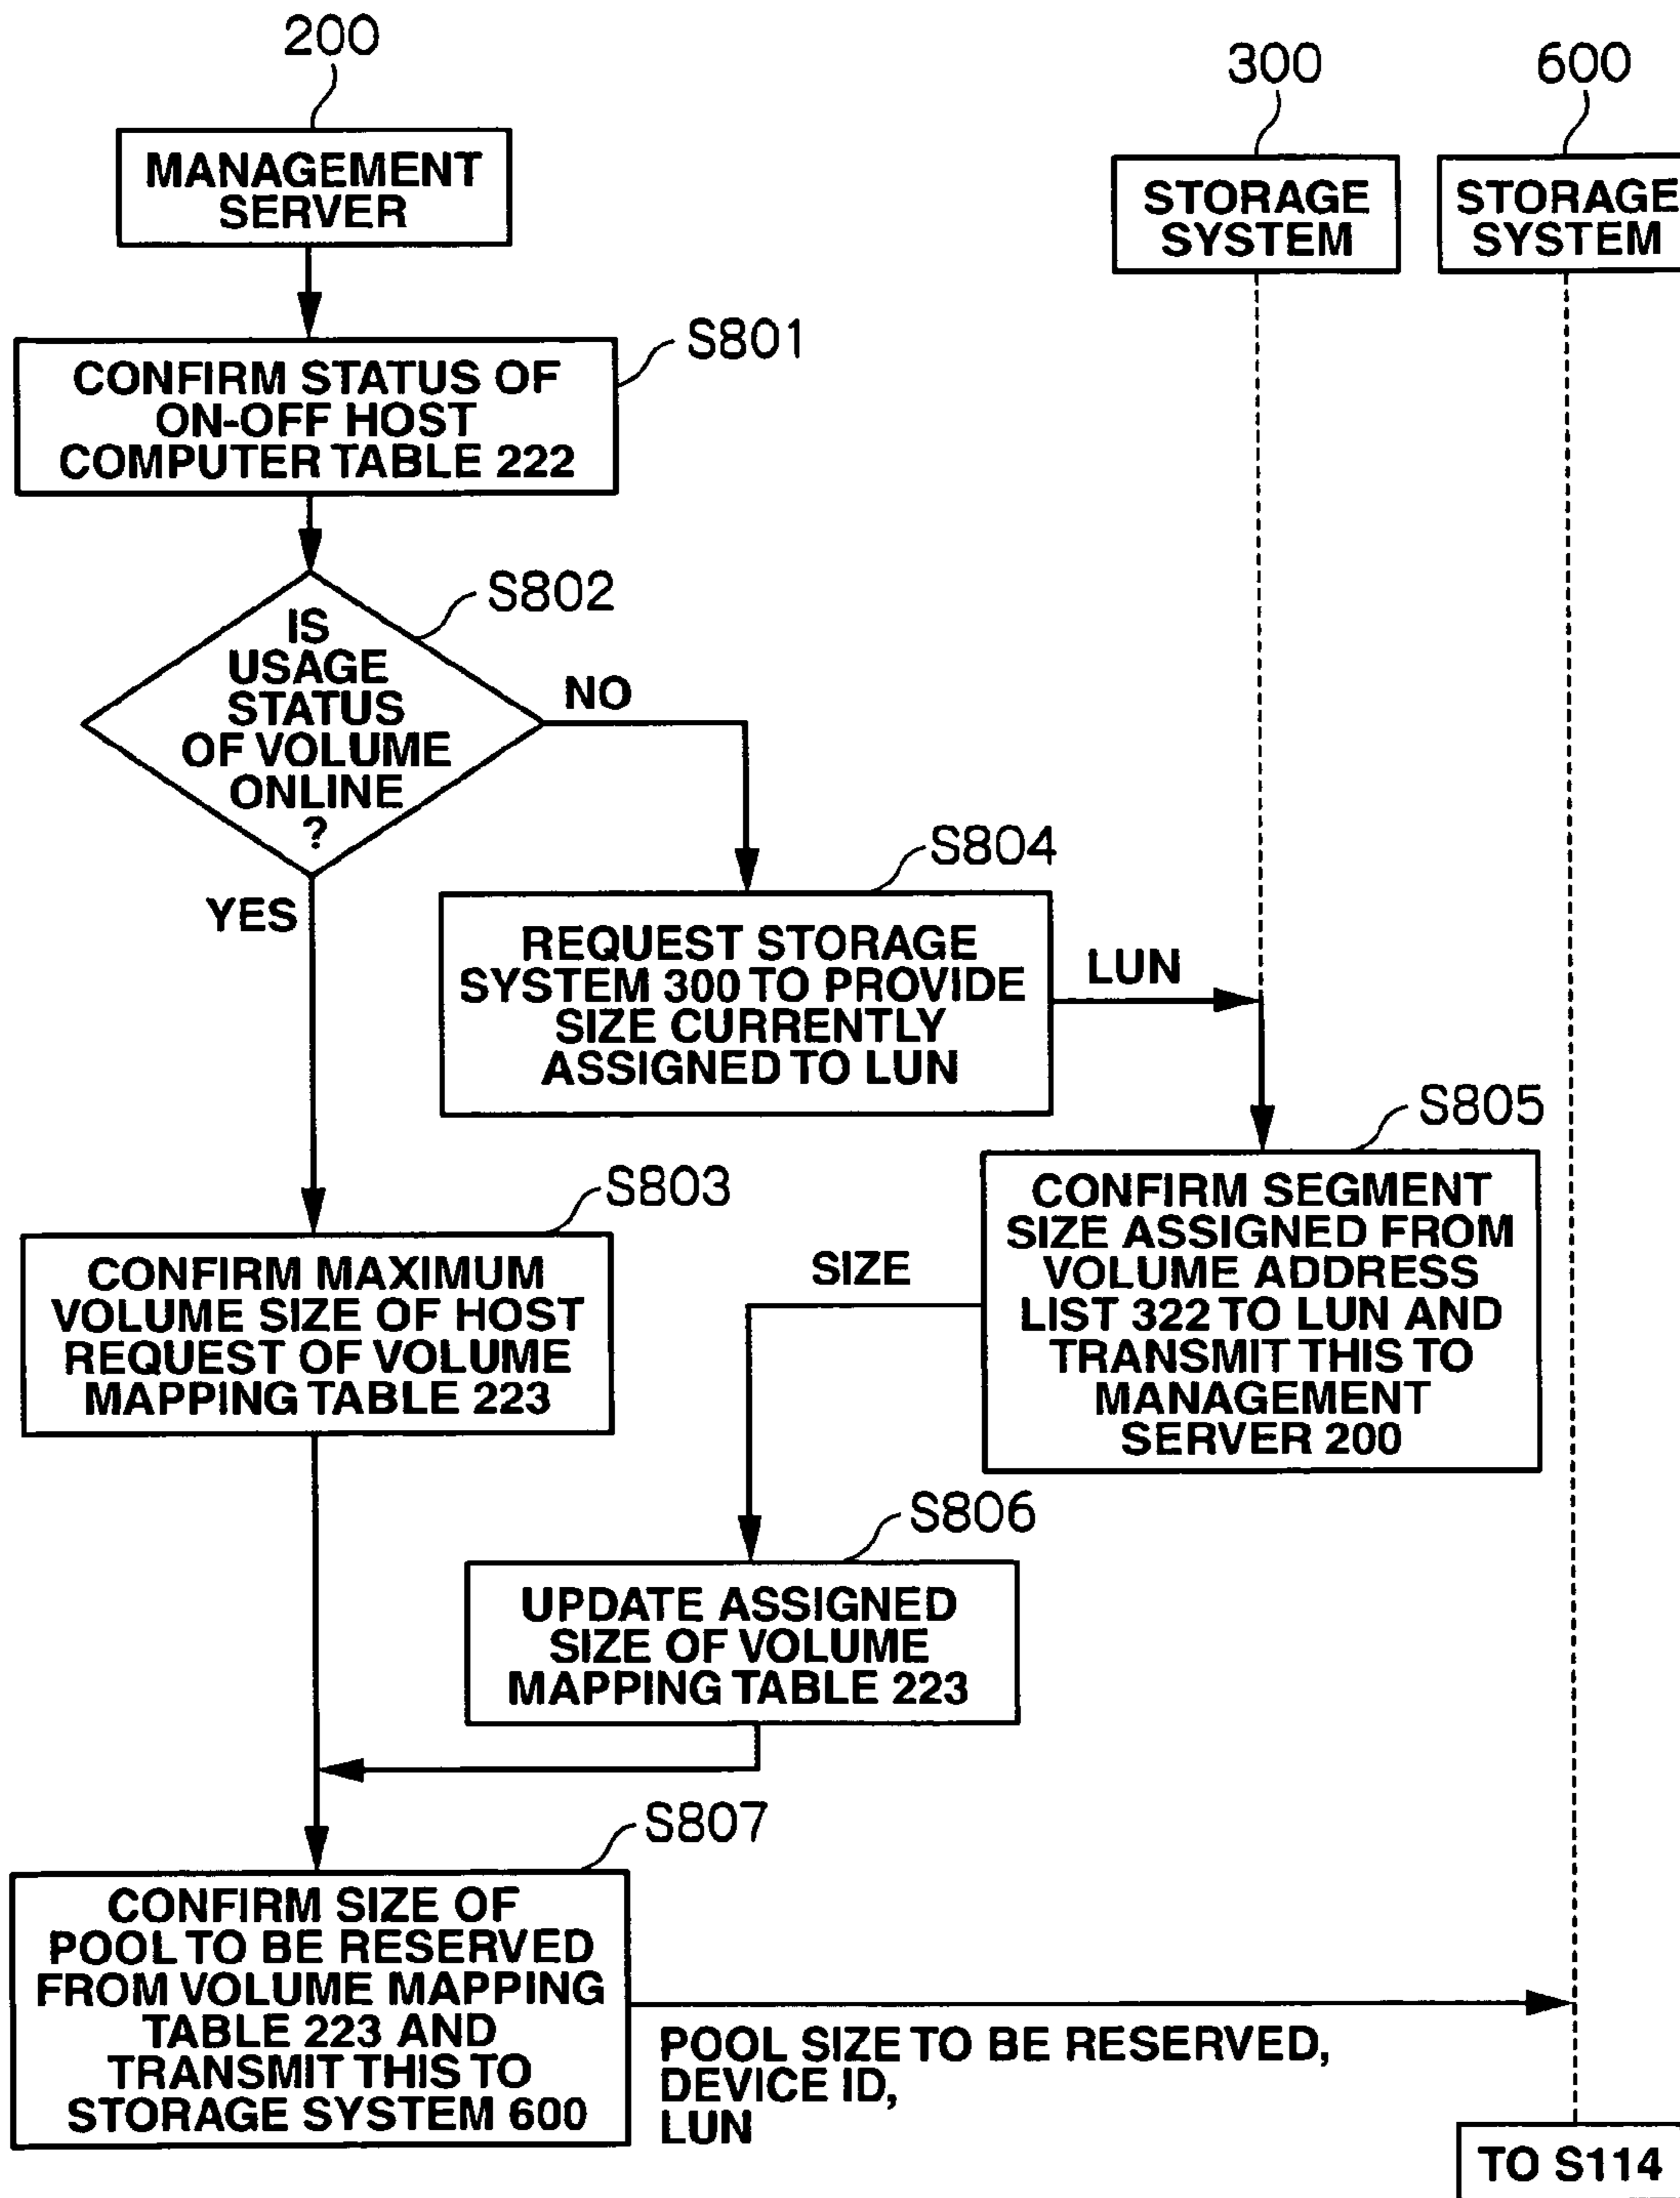 200
300
600
MANAGEMENT
SERVER
STORAGE
SYSTEM
STORAGE
SYSTEM
S801
CONFIRM STATUS OF
ON-OFF HOST
COMPUTER TABLE 222
S802
IS
USAGE
STATUS
OF VOLUME
ONLINE
?
NO
YES
S804
REQUEST STORAGE
SYSTEM 300 TO PROVIDE
SIZE CURRENTLY
ASSIGNED TO LUN
LUN
S805
CONFIRM SEGMENT
SIZE ASSIGNED FROM
VOLUME ADDRESS
LIST 322 TO LUN AND
TRANSMIT THIS TO
MANAGEMENT
SERVER 200
S803
CONFIRM MAXIMUM
VOLUME SIZE OF HOST
REQUEST OF VOLUME
MAPPING TABLE 223
SIZE
S806
UPDATE ASSIGNED
SIZE OF VOLUME
MAPPING TABLE 223
S807
CONFIRM SIZE OF
POOL TO BE RESERVED
FROM VOLUME MAPPING
TABLE 223 AND
TRANSMIT THIS TO
STORAGE SYSTEM 600
POOL SIZE TO BE RESERVED,
DEVICE ID,
LUN
TO S114